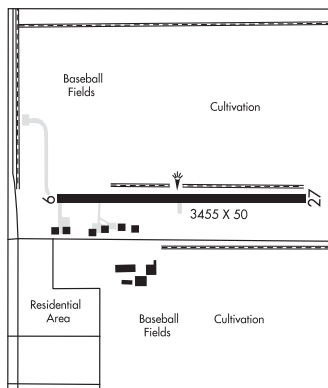 Baseball
Fields
Cultivation
9
27
3455 X 50
Residential
Area
Baseball
Fields
Cultivation